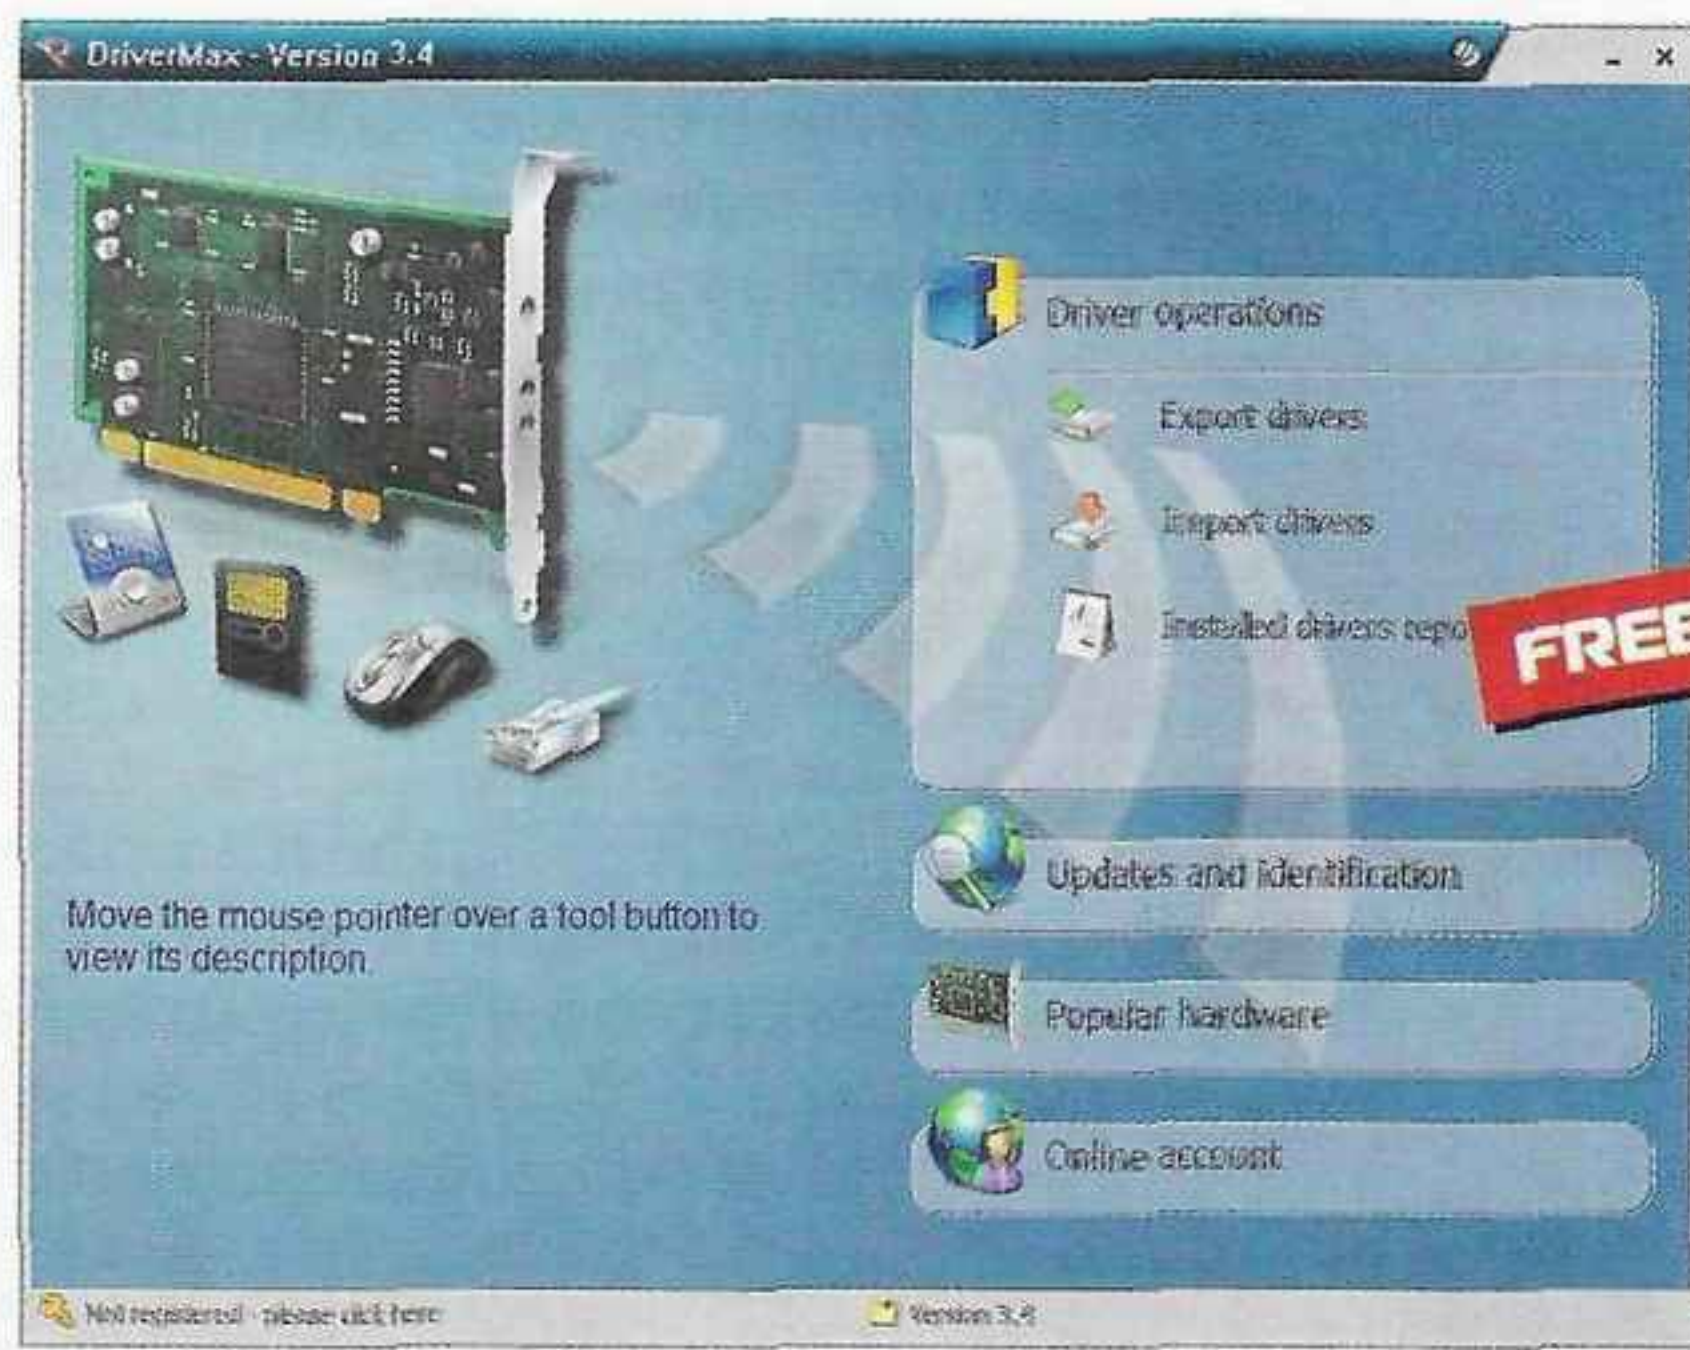 DriverMax - Version 3.4
Driver operations
Export drivers
Import drivers
Installed drivers repo
FREE
Updates and identification
Move the mouse pointer over a tool button to
view its description
Popular hardware
Online account
Not registered - please click here
Version 3.4